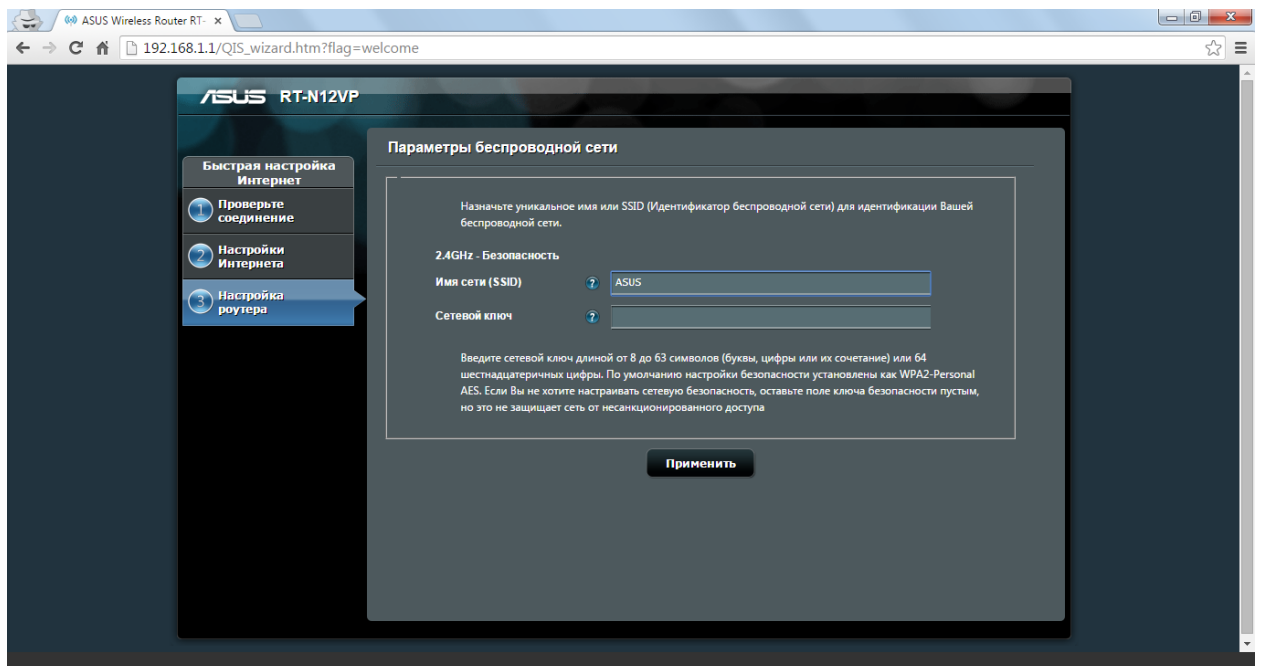 ASUS Wireless Router RT-
192.168.1.1/QIS_wizard.htm?flag=welcome
ASUS RT-N12VP
Быстрая настройка
Интернет
1 Проверьте
соединение
2 Настройки
Интернета
3 Настройка
роутера
Параметры беспроводной сети
Назначьте уникальное имя или SSID (Идентификатор беспроводной сети) для идентификации Вашей
беспроводной сети.
2.4GHz - Безопасность
Имя сети (SSID) ? ASUS
Сетевой ключ ?
Введите сетевой ключ длиной от 8 до 63 символов (буквы, цифры или их сочетание) или 64
шестнадцатеричных цифры. По умолчанию настройки безопасности установлены как WPA2-Personal
AES. Если Вы не хотите настраивать сетевую безопасность, оставьте поле ключа безопасности пустым,
но это не защищает сеть от несанкционированного доступа
Применить